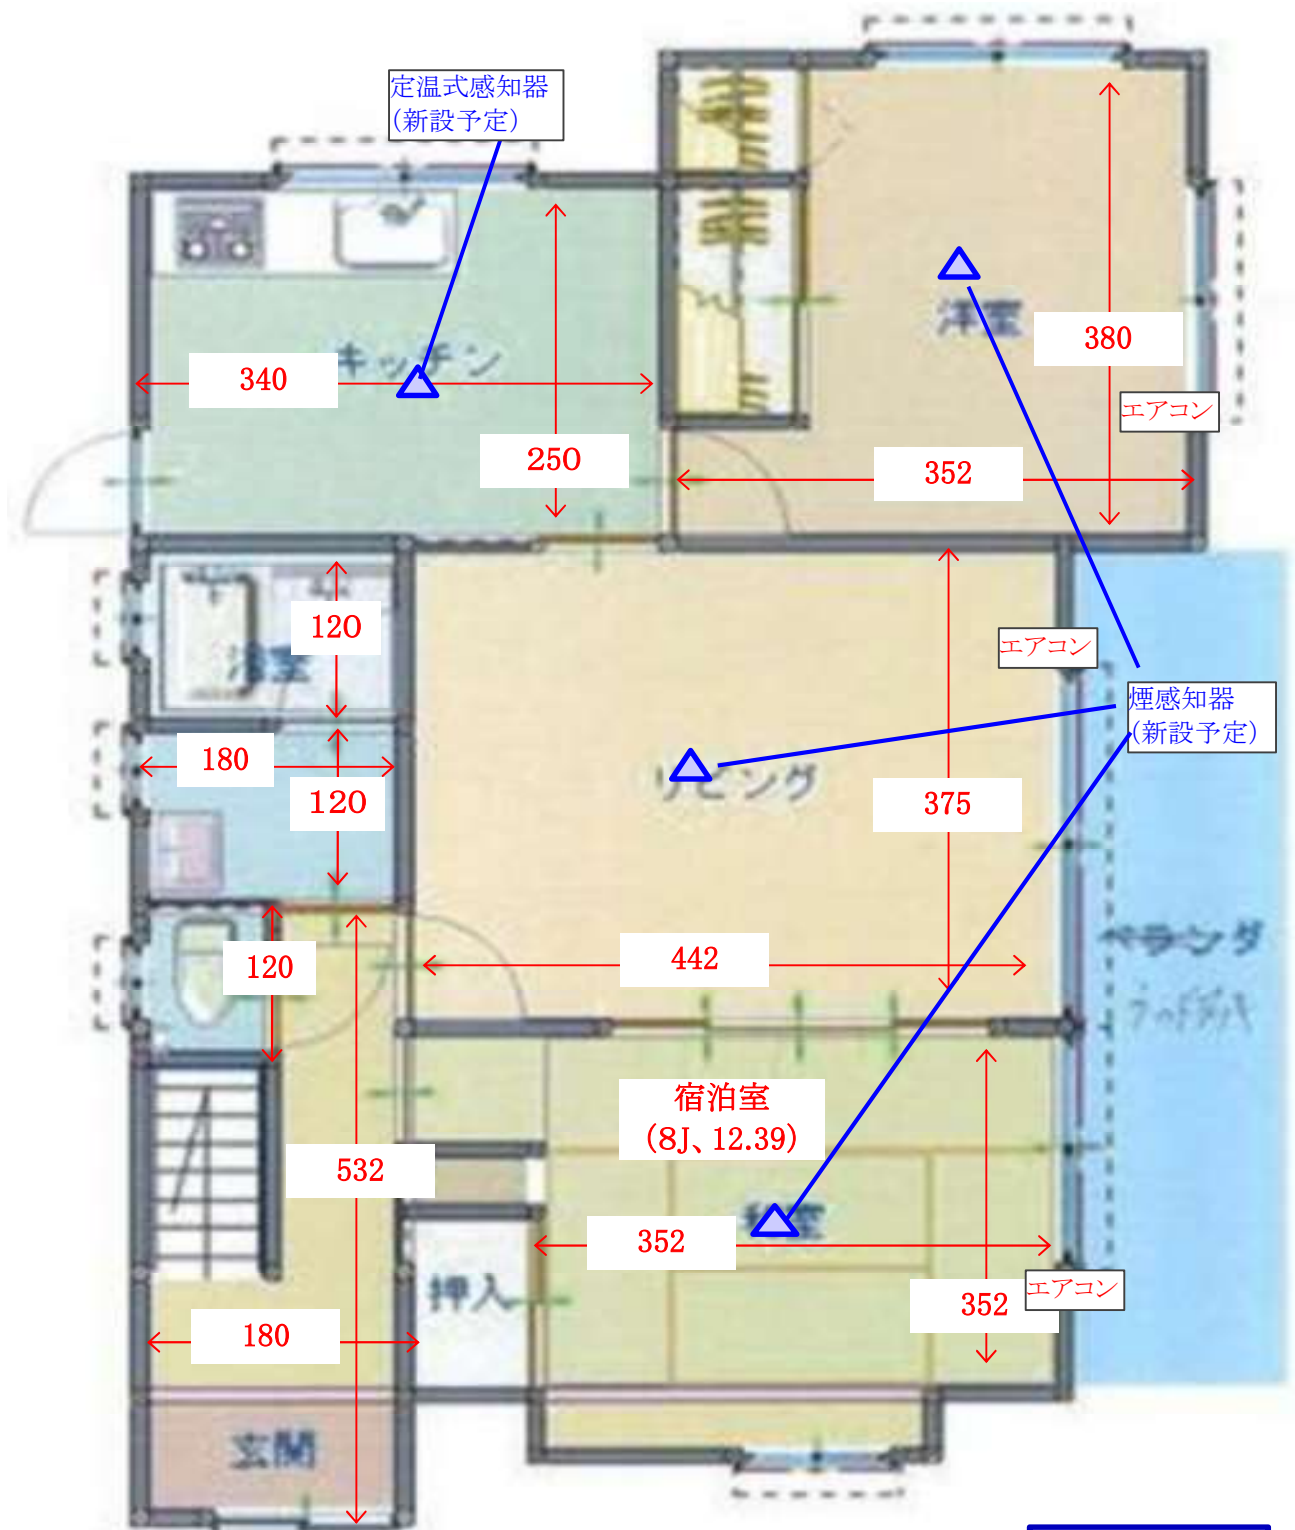 定温式感知器
(新設予定)
キッチン
340
250
洋室
380
エアコン
352
120
浴室
180
120
エアコン
煙感知器
(新設予定)
リビング
375
120
442
ベランダ
宿泊室
(8J、12.39)
532
和室
352
押入
352
エアコン
180
玄関